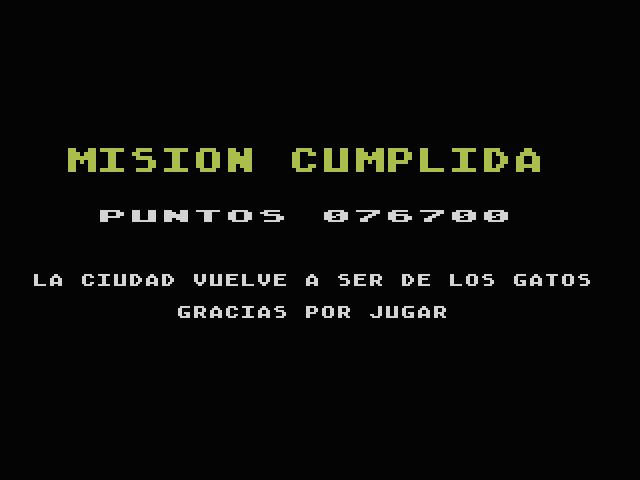 MISION CUMPLIDA
PUNTOS 076700
LA CIUDAD VUELVE A SER DE LOS GATOS
GRACIAS POR JUGAR